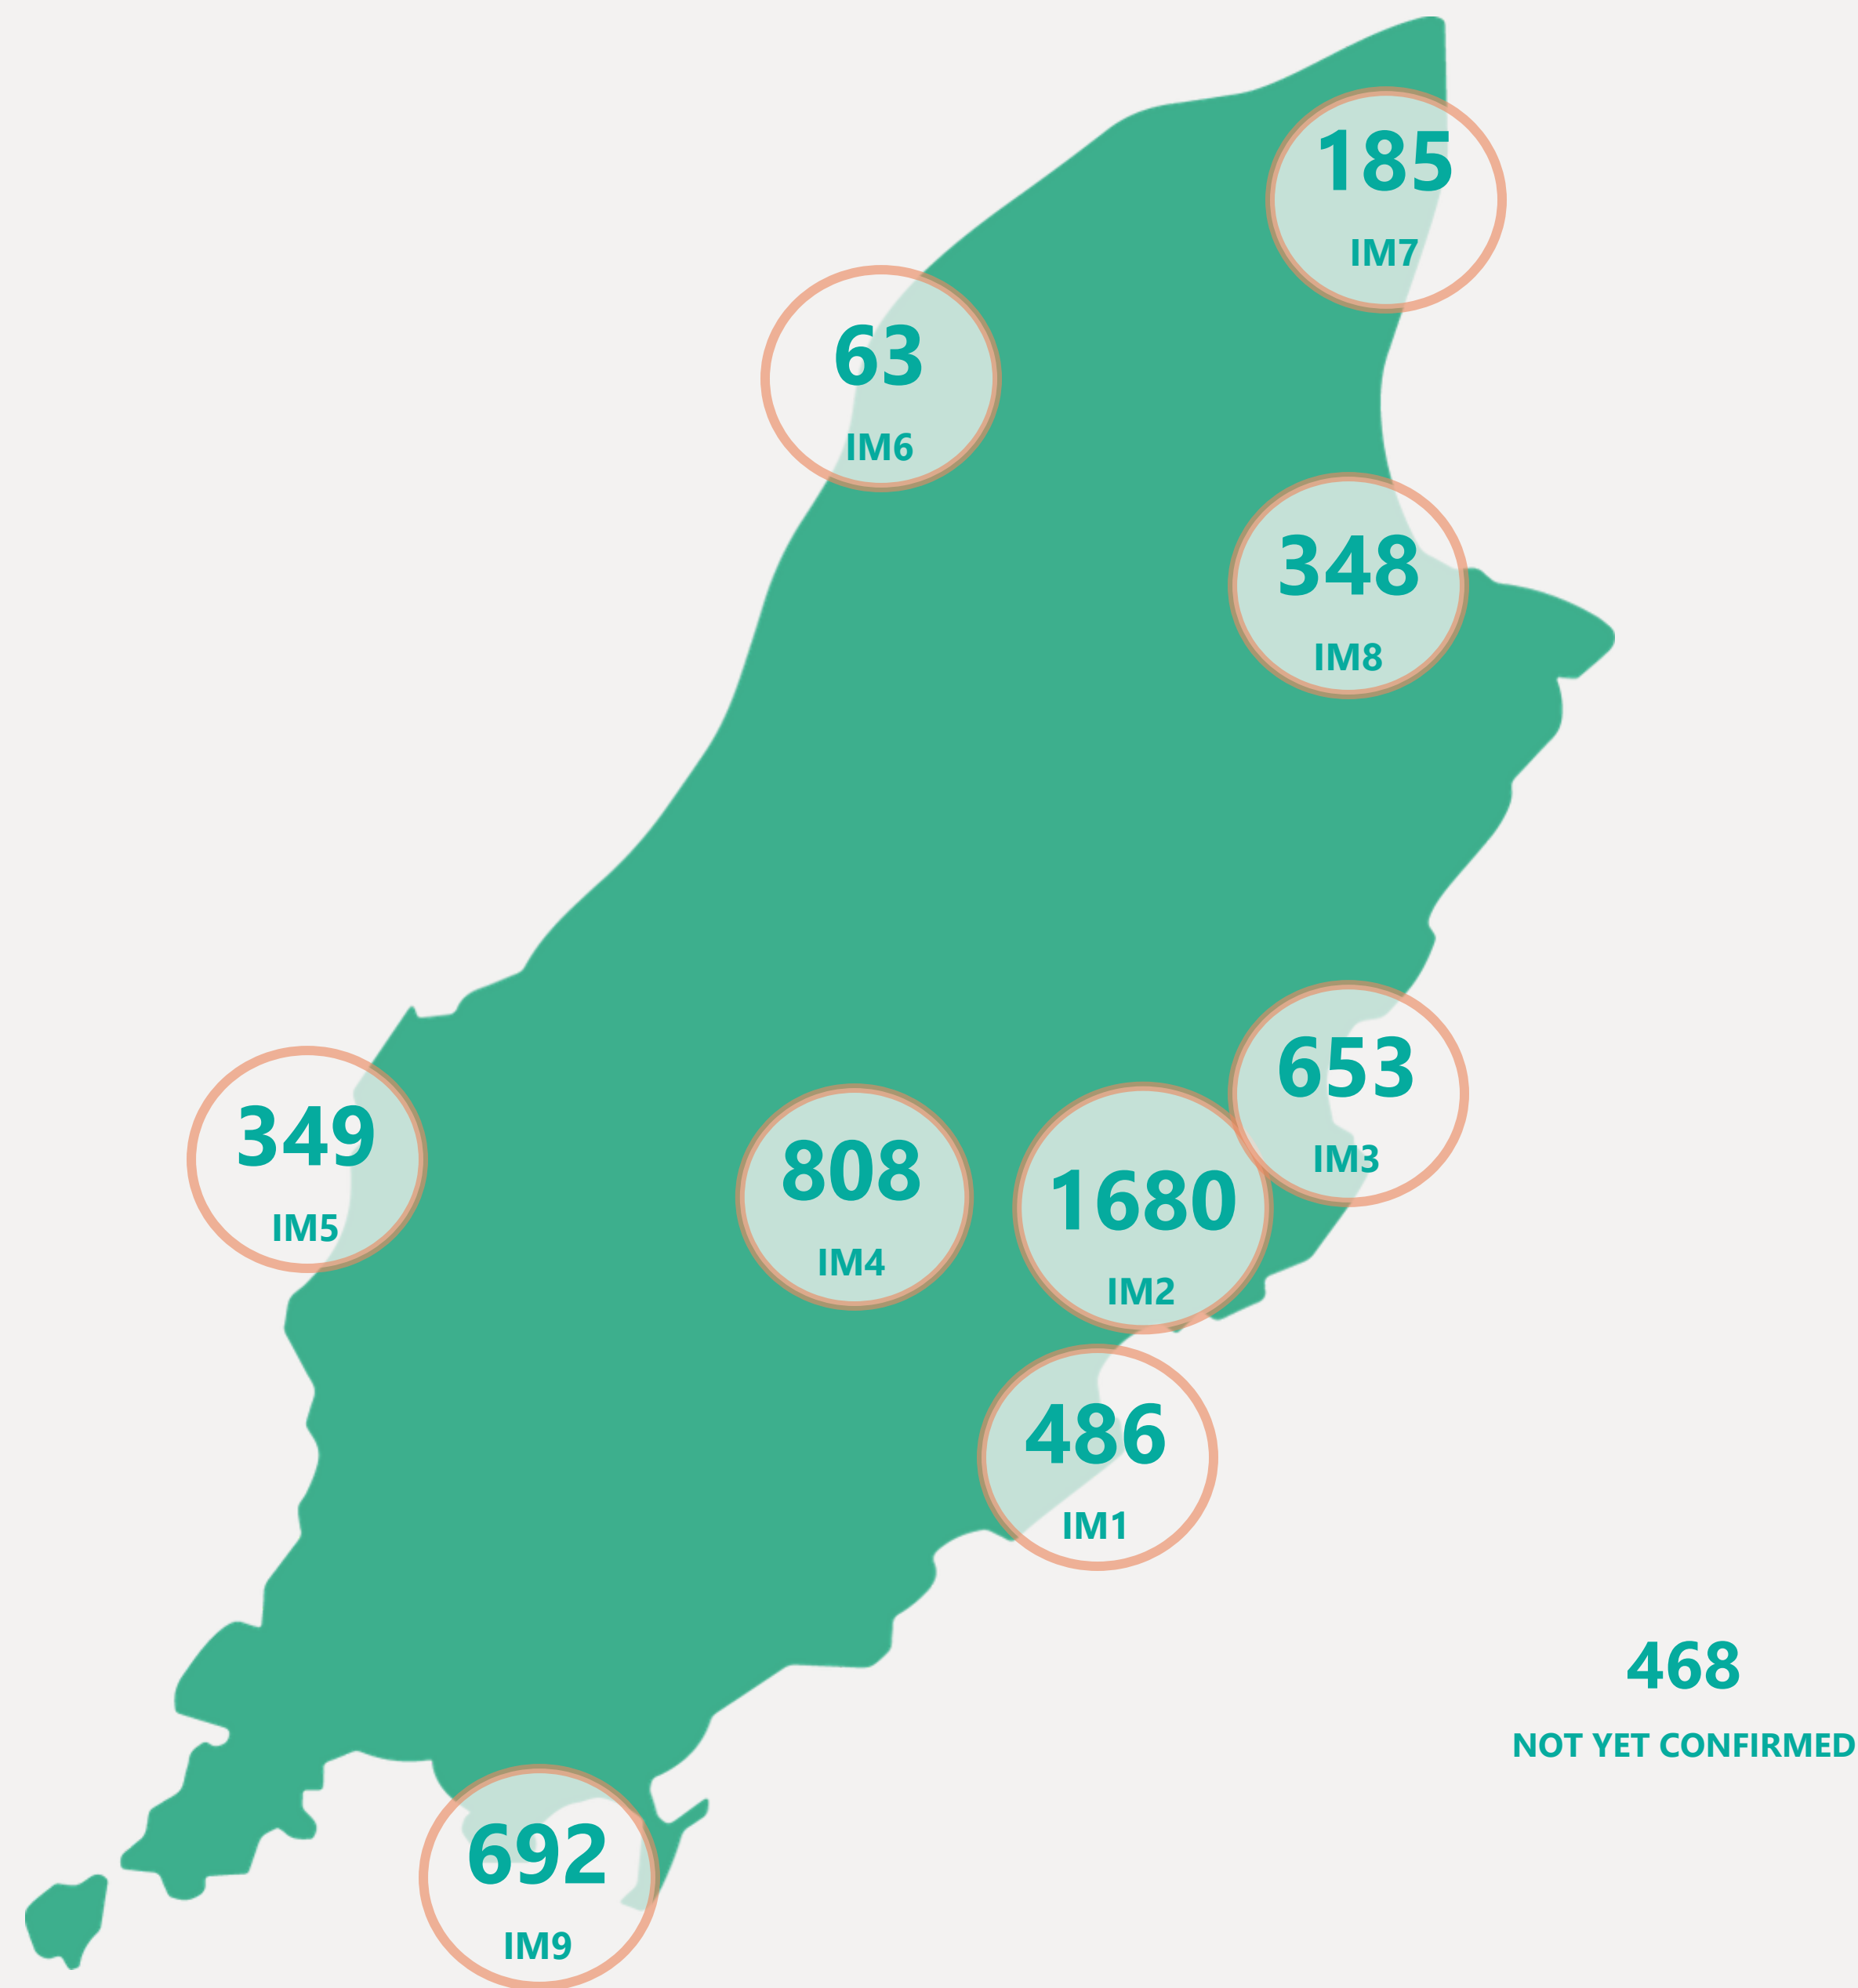 185
IM7
63
IM6
348
IM8
653
IM3
349
IM5
808
IM4
1680
IM2
486
IM1
468
NOT YET CONFIRMED
692
IM9